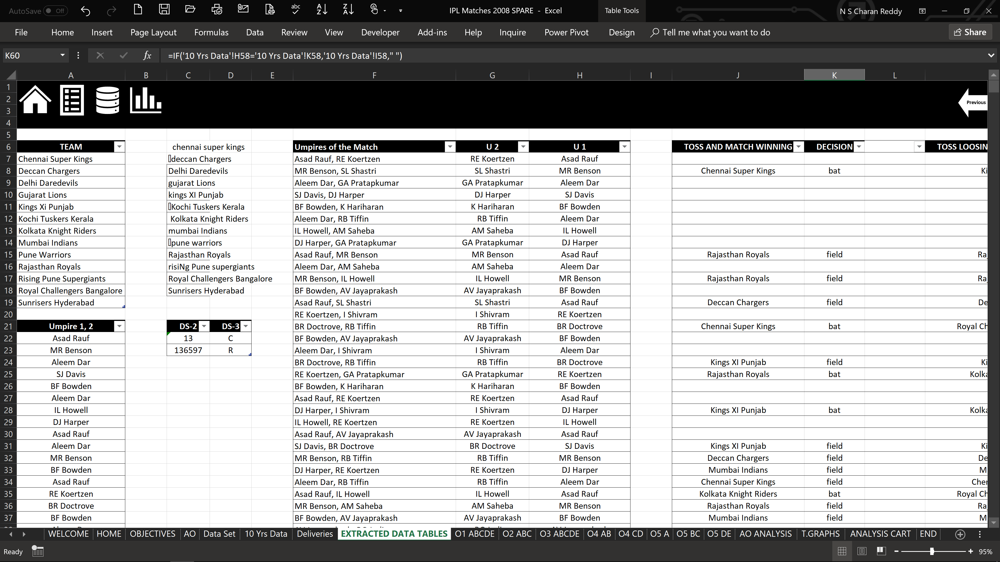 AutoSave Off
IPL Matches 2008 SPARE - Excel
Table Tools
N S Charan Reddy
File Home Insert Page Layout Formulas Data Review View Developer Add-ins Help Inquire Power Pivot Design Tell me what you want to do Share
K60 fx =IF('10 Yrs Data'!H58='10 Yrs Data'!K58,'10 Yrs Data'!I58," ")
A B C D E F G H I J K L
1
2
3 Previous
4
5
6 TEAM chennai super kings Umpires of the Match U 2 U 1 TOSS AND MATCH WINNING DECISION TOSS LOOSIN
7 Chennai Super Kings deccan Chargers Asad Rauf, RE Koertzen RE Koertzen Asad Rauf
8 Deccan Chargers Delhi Daredevils MR Benson, SL Shastri SL Shastri MR Benson Chennai Super Kings bat Ki
9 Delhi Daredevils gujarat Lions Aleem Dar, GA Pratapkumar GA Pratapkumar Aleem Dar
10 Gujarat Lions kings XI Punjab SJ Davis, DJ Harper DJ Harper SJ Davis
11 Kings Xi Punjab Kochi Tuskers Kerala BF Bowden, K Hariharan K Hariharan BF Bowden
12 Kochi Tuskers Kerala Kolkata Knight Riders Aleem Dar, RB Tiffin RB Tiffin Aleem Dar
13 Kolkata Knight Riders mumbai Indians IL Howell, AM Saheba AM Saheba IL Howell
14 Mumbai Indians pune warriors DJ Harper, GA Pratapkumar GA Pratapkumar DJ Harper
15 Pune Warriors Rajasthan Royals Asad Rauf, MR Benson MR Benson Asad Rauf Rajasthan Royals field Raj
16 Rajasthan Royals risiNg Pune supergiants Aleem Dar, AM Saheba AM Saheba Aleem Dar
17 Rising Pune Supergiants Royal Challengers Bangalore MR Benson, IL Howell IL Howell MR Benson Rajasthan Royals field Raj
18 Royal Challengers Bangalore Sunrisers Hyderabad BF Bowden, AV Jayaprakash AV Jayaprakash BF Bowden
19 Sunrisers Hyderabad Asad Rauf, SL Shastri SL Shastri Asad Rauf Deccan Chargers field De
20 RE Koertzen, I Shivram I Shivram RE Koertzen
21 Umpire 1, 2 DS-2 DS-3 BR Doctrove, RB Tiffin RB Tiffin BR Doctrove Chennai Super Kings bat Royal Ch
22 Asad Rauf 13 C BF Bowden, AV Jayaprakash AV Jayaprakash BF Bowden
23 MR Benson 136597 R Aleem Dar, I Shivram I Shivram Aleem Dar
24 Aleem Dar BR Doctrove, RB Tiffin RB Tiffin BR Doctrove Kings XI Punjab field Ki
25 SJ Davis RE Koertzen, GA Pratapkumar GA Pratapkumar RE Koertzen Rajasthan Royals bat Kolka
26 BF Bowden BF Bowden, K Hariharan K Hariharan BF Bowden
27 Aleem Dar Asad Rauf, RE Koertzen RE Koertzen Asad Rauf
28 IL Howell DJ Harper, I Shivram I Shivram DJ Harper Kings XI Punjab bat Kolka
29 DJ Harper IL Howell, RE Koertzen RE Koertzen IL Howell
30 Asad Rauf Asad Rauf, AV Jayaprakash AV Jayaprakash Asad Rauf
31 Aleem Dar SJ Davis, BR Doctrove BR Doctrove SJ Davis Kings XI Punjab field Ki
32 MR Benson MR Benson, RB Tiffin RB Tiffin MR Benson Deccan Chargers field De
33 BF Bowden DJ Harper, RE Koertzen RE Koertzen DJ Harper Mumbai Indians field M
34 Asad Rauf Aleem Dar, RB Tiffin RB Tiffin Aleem Dar Chennai Super Kings field Cher
35 RE Koertzen Asad Rauf, IL Howell IL Howell Asad Rauf Kolkata Knight Riders bat Royal Ch
36 BR Doctrove MR Benson, AM Saheba AM Saheba MR Benson Rajasthan Royals field Raj
37 BF Bowden BF Bowden, AV Jayaprakash AV Jayaprakash BF Bowden Mumbai Indians field M
WELCOME HOME OBJECTIVES AO Data Set 10 Yrs Data Deliveries EXTRACTED DATA TABLES O1 ABCDE O2 ABC O3 ABCDE O4 AB O4 CD O5 A O5 BC O5 DE AO ANALYSIS T.GRAPHS ANALYSIS CART END
Ready 95%